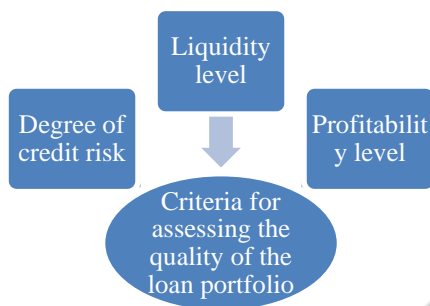 Liquidity
level
Degree of
credit risk
Profitabilit
y level
Criteria for
assessing the
quality of the
loan portfolio